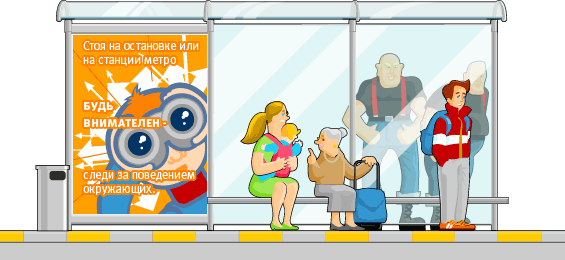 Стоя на остановке или
на станции метро
БУДЬ
ВНИМАТЕЛЕН -
следи за поведением
окружающих.